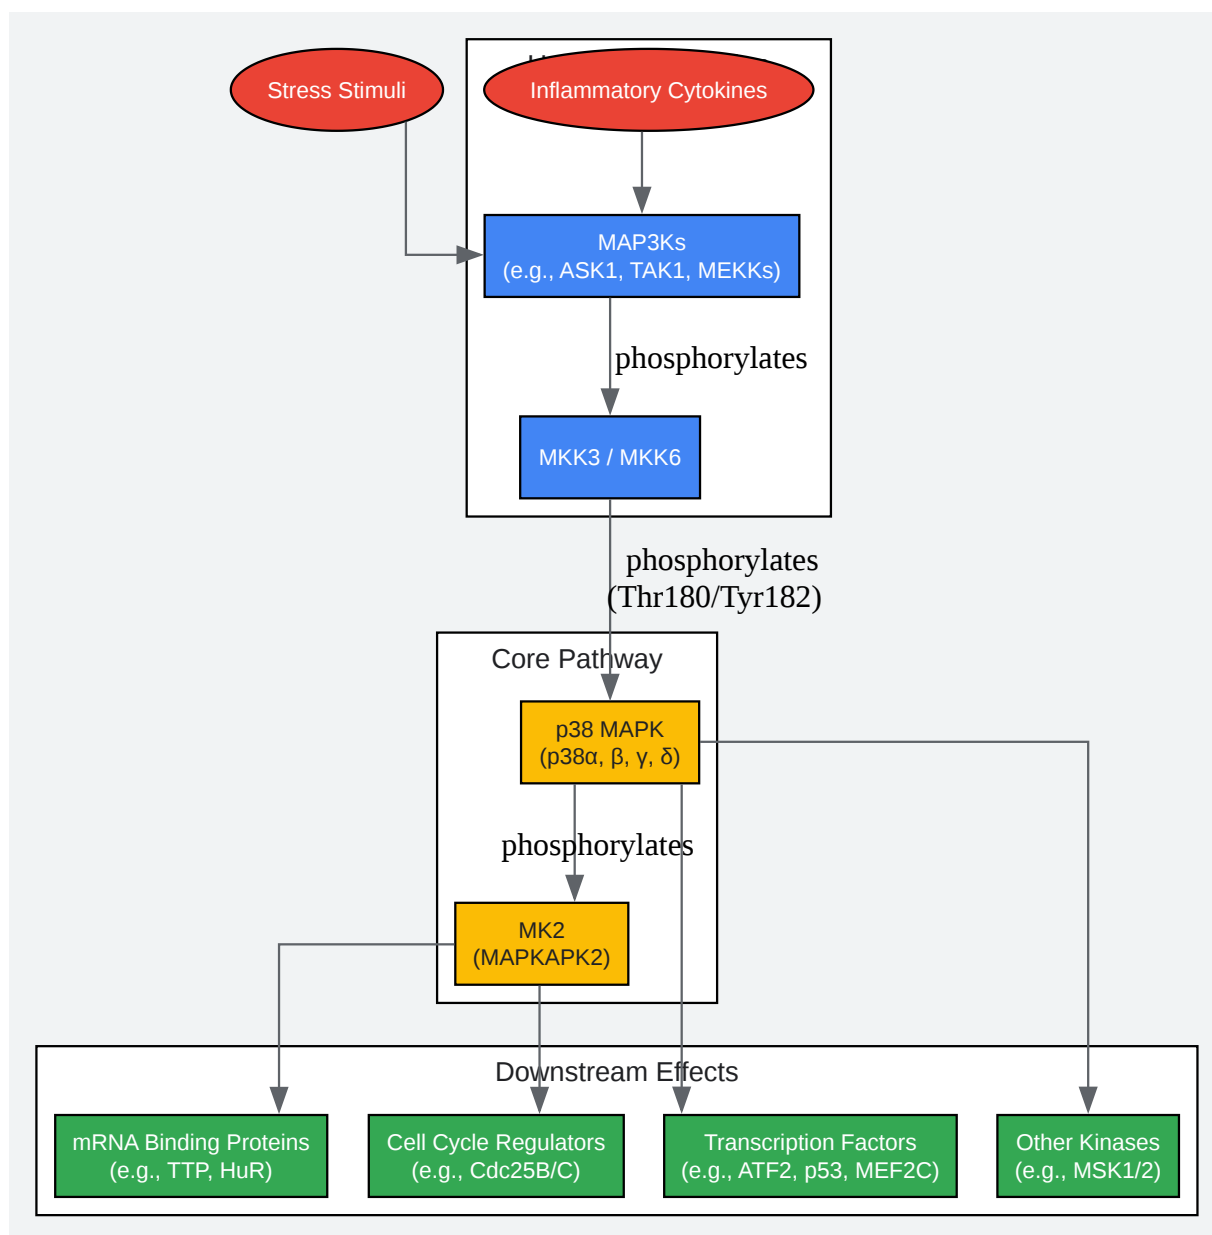 Stress Stimuli
Inflammatory Cytokines
MAP3Ks
(e.g., ASK1, TAK1, MEKKs)
phosphorylates
MKK3 / MKK6
phosphorylates
(Thr180/Tyr182)
Core Pathway
p38 MAPK
(p38α, β, γ, δ)
phosphorylates
MK2
(MAPKAPK2)
Downstream Effects
mRNA Binding Proteins
(e.g., TTP, HuR)
Cell Cycle Regulators
(e.g., Cdc25B/C)
Transcription Factors
(e.g., ATF2, p53, MEF2C)
Other Kinases
(e.g., MSK1/2)